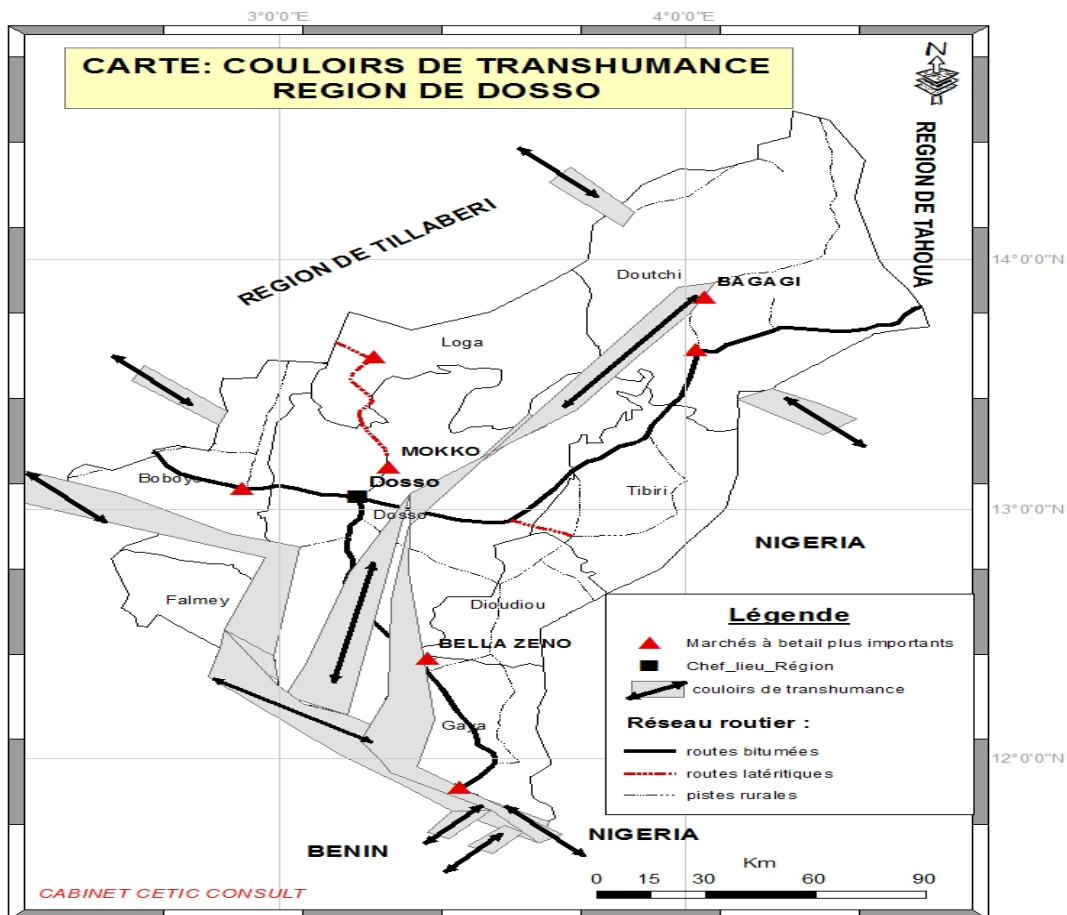 3°0'0"E
4°0'0"E
CARTE: COULOIRS DE TRANSHUMANCE
REGION DE DOSSO
N
REGION DE TAHOUA
REGION DE TILLABERI
14°0'0"N
Doutchi
BAGAGI
Loga
MOKKO
Boboye
Dosso
Dosso
Tibiri
13°0'0"N
NIGERIA
Falmey
Dioudiou
BELLA ZENO
Gaya
Légende
Marchés à betail plus importants
Chef_lieu_Région
couloirs de transhumance
Réseau routier :
routes bitumées
routes latéritiques
pistes rurales
12°0'0"N
BENIN
NIGERIA
Km
0 15 30 60 90
CABINET CETIC CONSULT